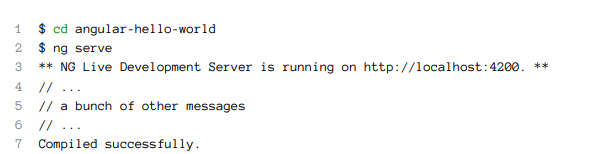 1 $ cd angular-hello-world
2 $ ng serve
3 ** NG Live Development Server is running on http://localhost:4200. **
4 // ...
5 // a bunch of other messages
6 // ...
7 Compiled successfully.